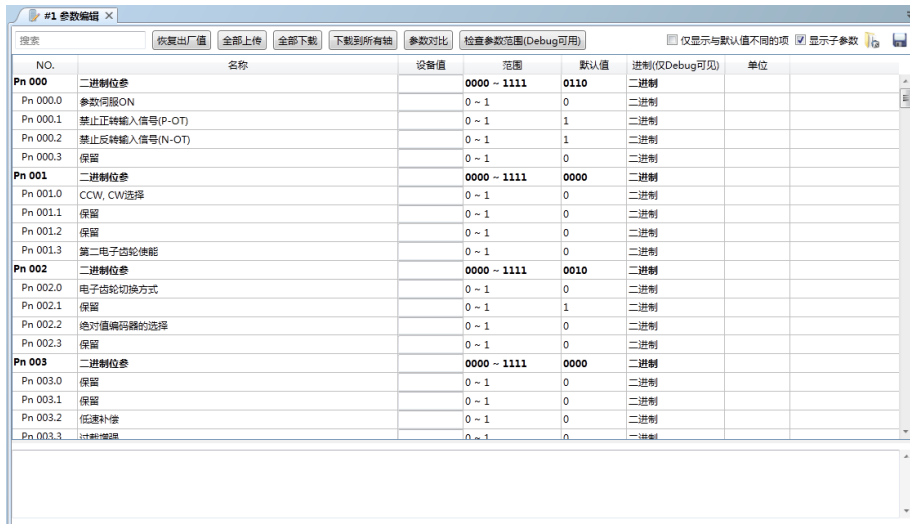 #1 参数编辑 ×
搜索 恢复出厂值 全部上传 全部下载 下载到所有轴 参数对比 检查参数范围(Debug可用) 仅显示与默认值不同的项 显示子参数
NO. 名称 设备值 范围 默认值 进制(仅Debug可见) 单位
Pn 000 二进制位参 0000 ~ 1111 0110 二进制
Pn 000.0 参数伺服ON 0 ~ 1 0 二进制
Pn 000.1 禁止正转输入信号(P-OT) 0 ~ 1 1 二进制
Pn 000.2 禁止反转输入信号(N-OT) 0 ~ 1 1 二进制
Pn 000.3 保留 0 ~ 1 0 二进制
Pn 001 二进制位参 0000 ~ 1111 0000 二进制
Pn 001.0 CCW, CW选择 0 ~ 1 0 二进制
Pn 001.1 保留 0 ~ 1 0 二进制
Pn 001.2 保留 0 ~ 1 0 二进制
Pn 001.3 第二电子齿轮使能 0 ~ 1 0 二进制
Pn 002 二进制位参 0000 ~ 1111 0010 二进制
Pn 002.0 电子齿轮切换方式 0 ~ 1 0 二进制
Pn 002.1 保留 0 ~ 1 1 二进制
Pn 002.2 绝对值编码器的选择 0 ~ 1 0 二进制
Pn 002.3 保留 0 ~ 1 0 二进制
Pn 003 二进制位参 0000 ~ 1111 0000 二进制
Pn 003.0 保留 0 ~ 1 0 二进制
Pn 003.1 保留 0 ~ 1 0 二进制
Pn 003.2 低速补偿 0 ~ 1 0 二进制
Pn 003.3 过载增强 0 ~ 1 0 二进制